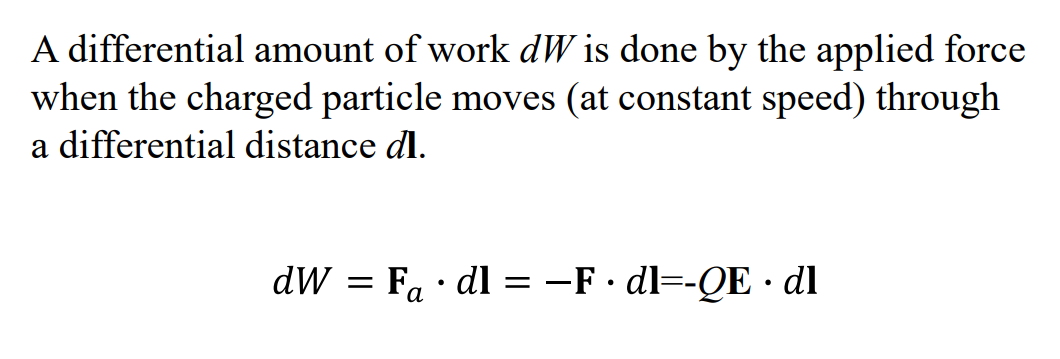 A differential amount of work dW is done by the applied force
when the charged particle moves (at constant speed) through
a differential distance dl.
dW = Fₐ · dl = −F · dl=-QE · dl